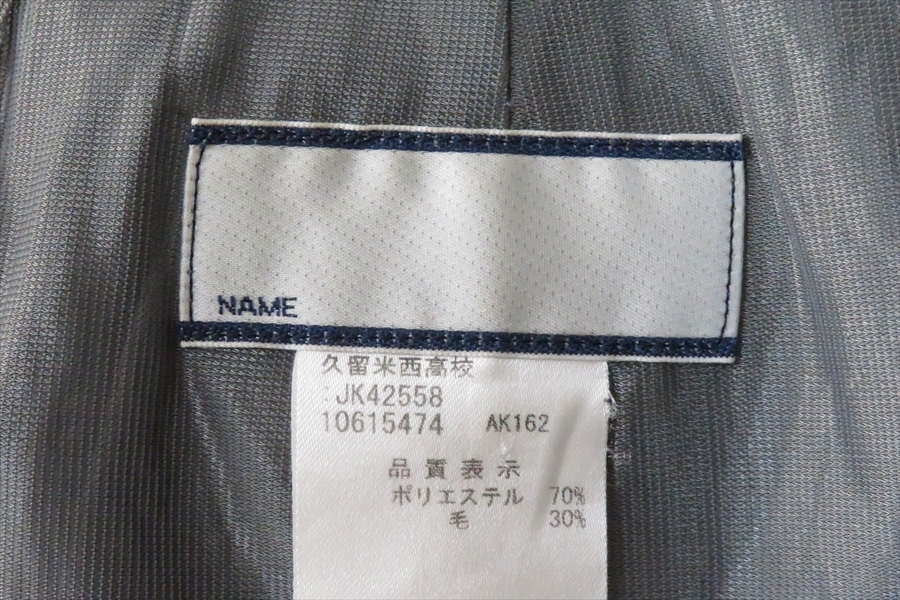 NAME
久留米西高校
:JK42558
10615474 AK162
品質表示
ポリエステル 70%
毛 30%